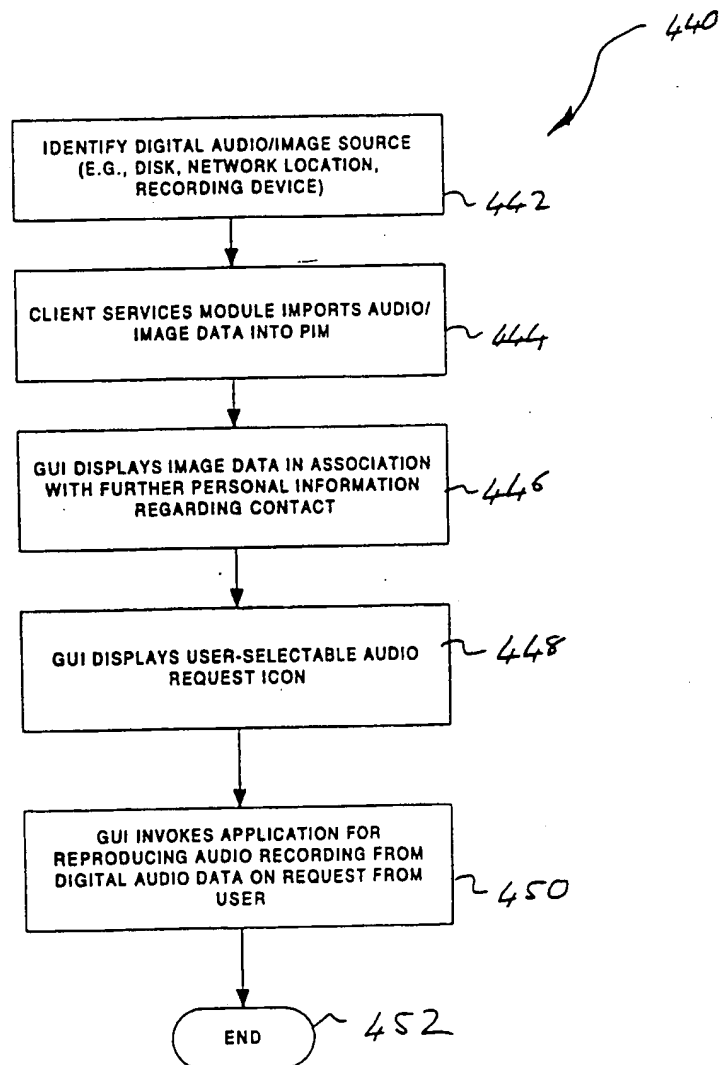 440
IDENTIFY DIGITAL AUDIO/IMAGE SOURCE
(E.G., DISK, NETWORK LOCATION,
RECORDING DEVICE)
442
CLIENT SERVICES MODULE IMPORTS AUDIO/
IMAGE DATA INTO PIM
444
GUI DISPLAYS IMAGE DATA IN ASSOCIATION
WITH FURTHER PERSONAL INFORMATION
REGARDING CONTACT
446
GUI DISPLAYS USER-SELECTABLE AUDIO
REQUEST ICON
448
GUI INVOKES APPLICATION FOR
REPRODUCING AUDIO RECORDING FROM
DIGITAL AUDIO DATA ON REQUEST FROM
USER
450
END
452